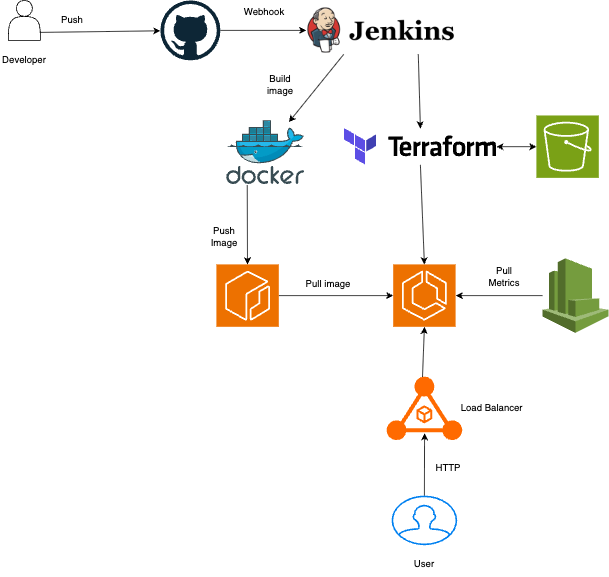 Push
Webhook
Jenkins
Developer
Build
image
Terraform
docker
Push
Image
Pull image
Pull
Metrics
Load Balancer
HTTP
User